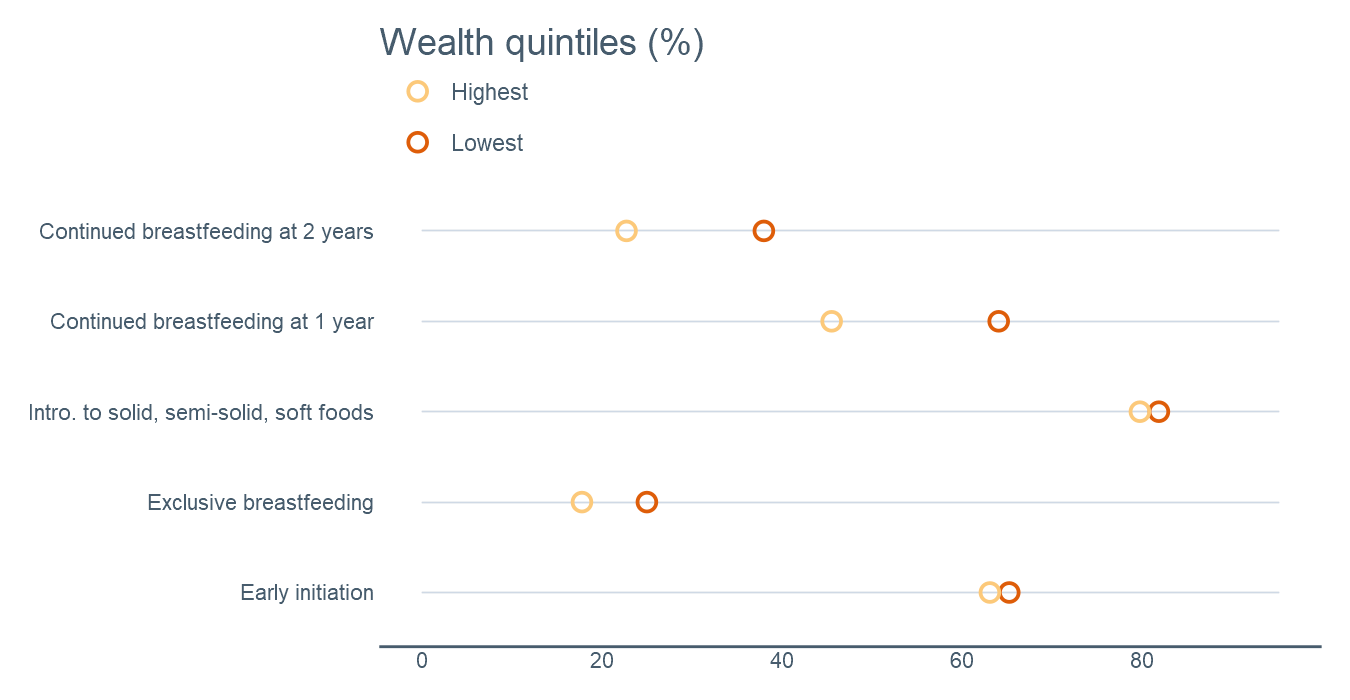 Wealth quintiles (%)
Highest
Lowest
Continued breastfeeding at 2 years
Continued breastfeeding at 1 year
Intro. to solid, semi-solid, soft foods
Exclusive breastfeeding
Early initiation
0 20 40 60 80